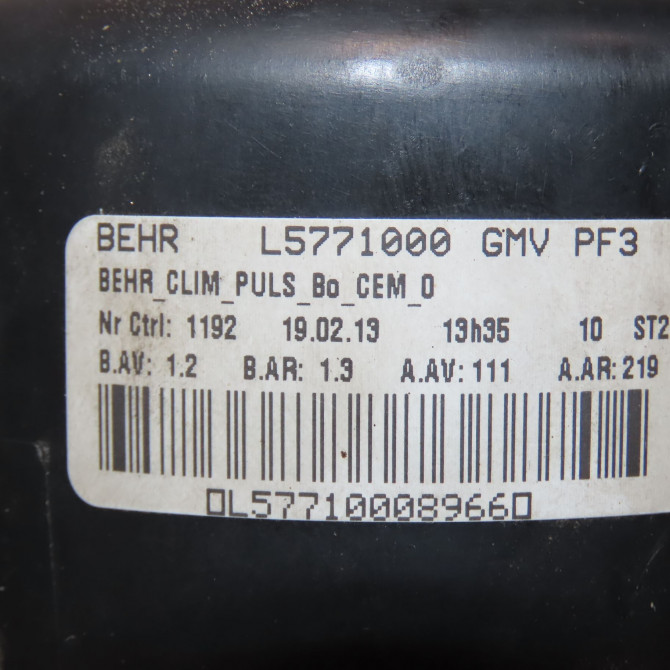 BEHR L5771000 GMV PF3
BEHR_CLIM_PULS_Bo_CEM_0
Nr Ctrl: 1192 19.02.13 13h35 10 ST2
B.AV: 1.2 B.AR: 1.3 A.AV: 111 A.AR: 219
▯L57710008966▯